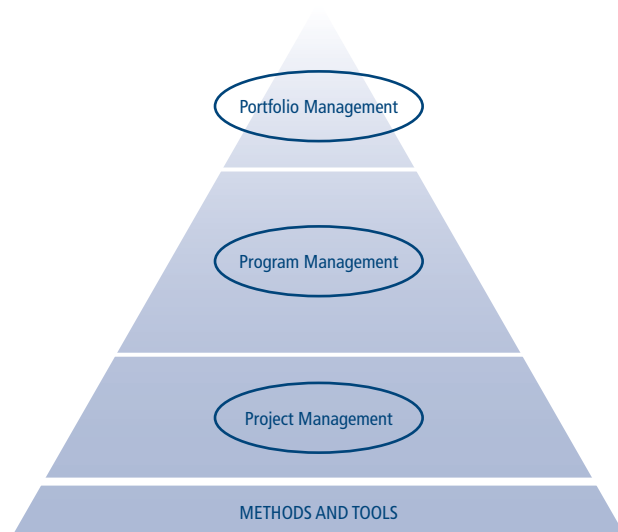 Portfolio Management
Program Management
Project Management
METHODS AND TOOLS